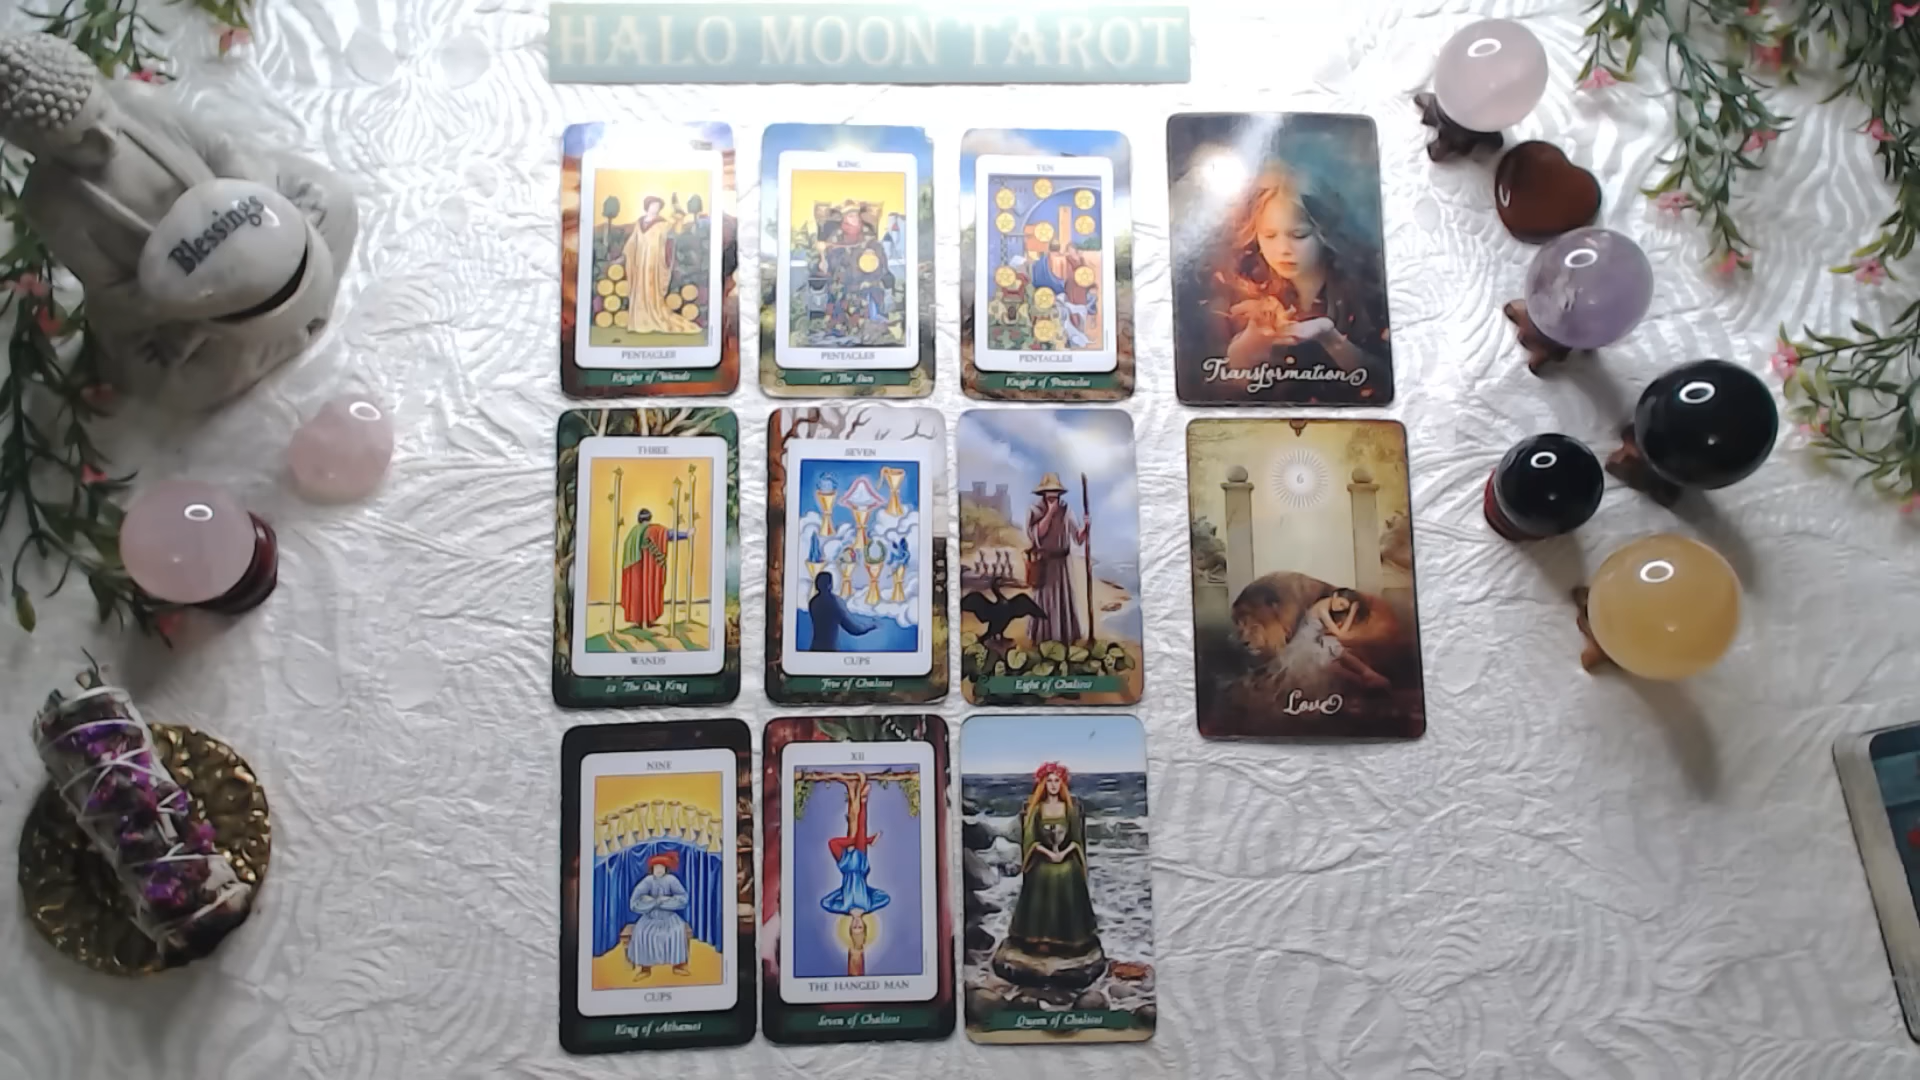 HALO MOON TAROT
Blessings
PENTACLES
Knight of Wands
KING
PENTACLES
19 The Sun
TEN
PENTACLES
Knight of Pentacles
Transformation
THREE
WANDS
12 The Oak King
SEVEN
CUPS
Five of Chalices
Eight of Chalices
6
Love
NINE
CUPS
King of Athames
XII
THE HANGED MAN
Seven of Chalices
Queen of Chalices